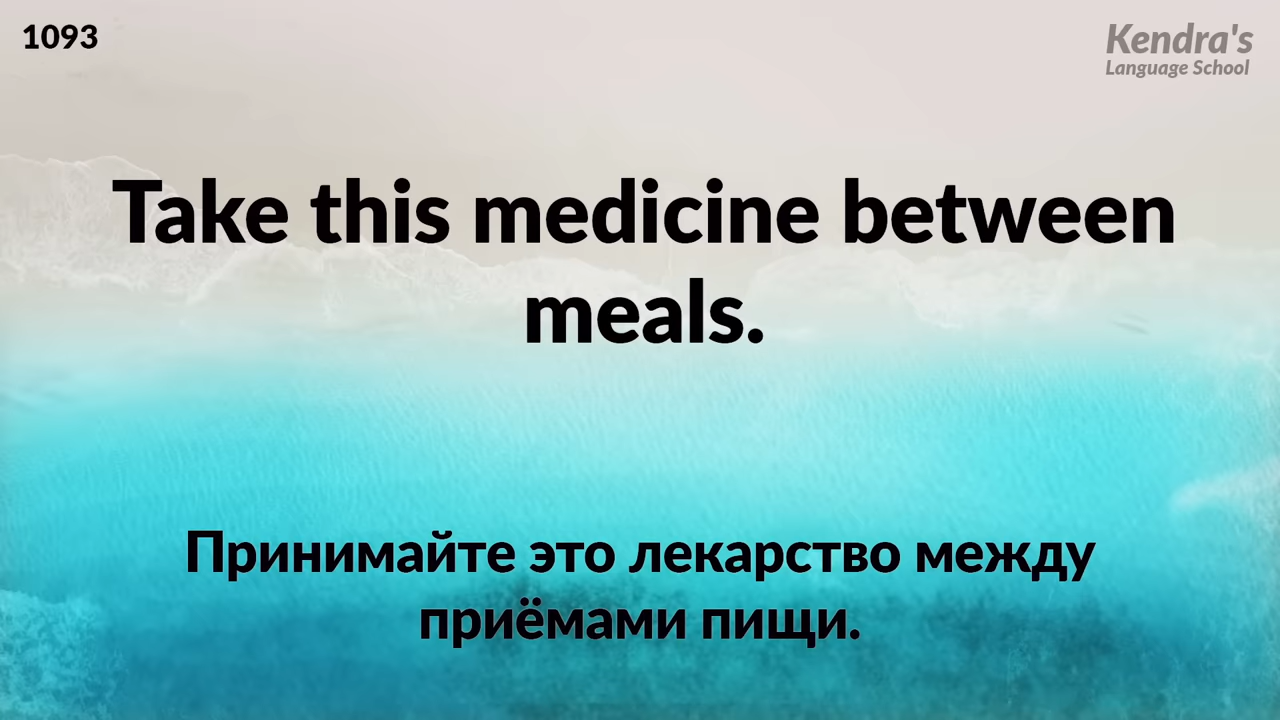 1093
Kendra's
Language School
Take this medicine between
meals.
Принимайте это лекарство между
приёмами пищи.